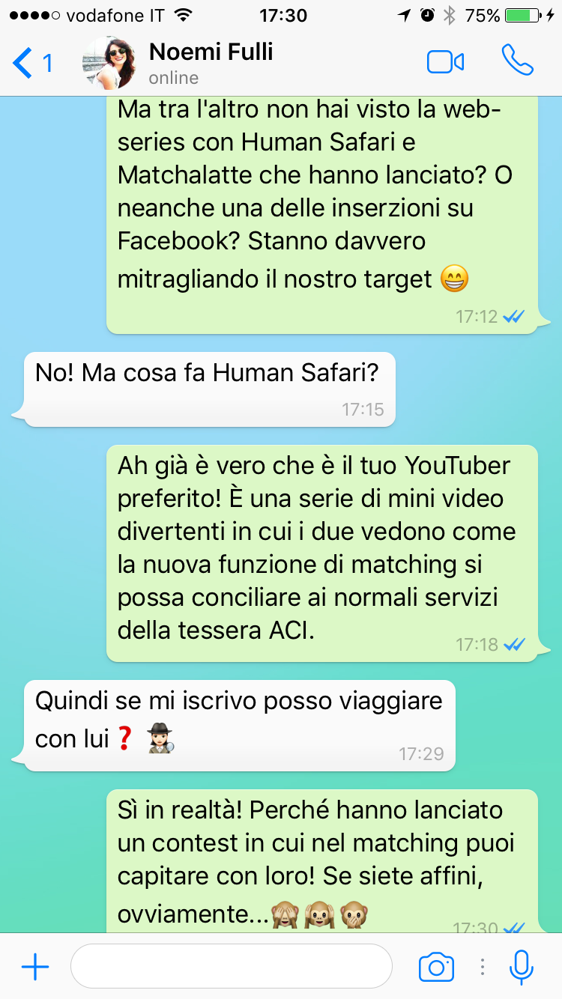 vodafone IT 17:30 75%
1 Noemi Fulli
online
Ma tra l'altro non hai visto la web-
series con Human Safari e
Matchalatte che hanno lanciato? O
neanche una delle inserzioni su
Facebook? Stanno davvero
mitragliando il nostro target 😁
17:12
No! Ma cosa fa Human Safari?
17:15
Ah già è vero che è il tuo YouTuber
preferito! È una serie di mini video
divertenti in cui i due vedono come
la nuova funzione di matching si
possa conciliare ai normali servizi
della tessera ACI.
17:18
Quindi se mi iscrivo posso viaggiare
con lui❓🕵🏻‍♀️
17:29
Sì in realtà! Perché hanno lanciato
un contest in cui nel matching puoi
capitare con loro! Se siete affini,
ovviamente...🙈🙉🙊
17:30